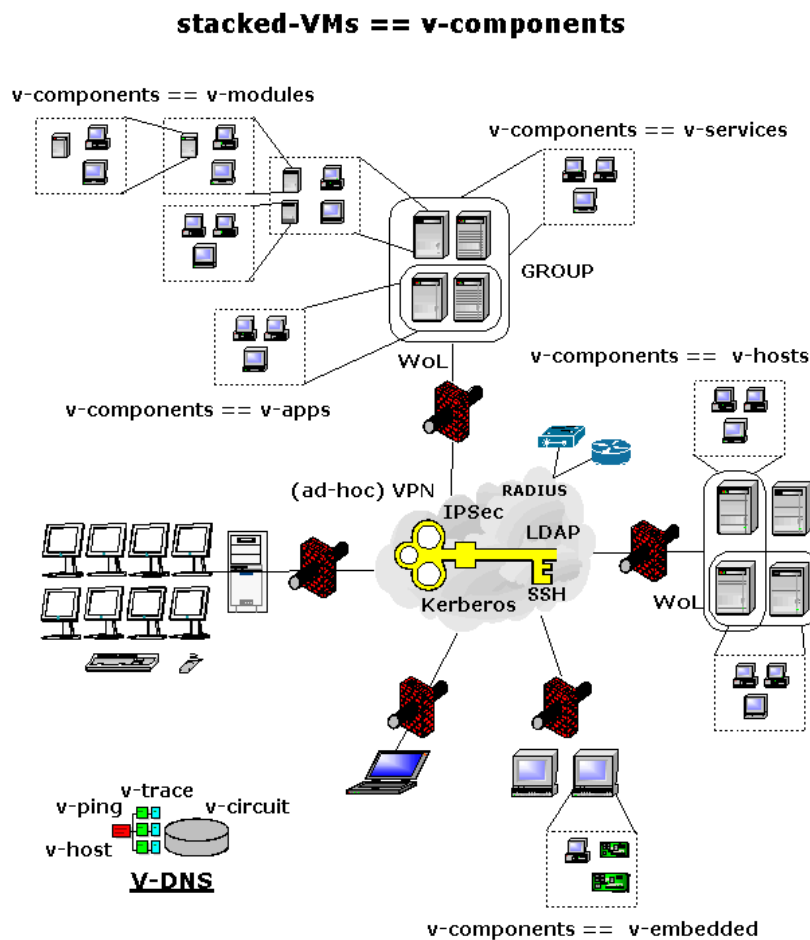 stacked-VMs == v-components
v-components == v-modules
v-components == v-services
GROUP
WoL
v-components == v-hosts
v-components == v-apps
(ad-hoc) VPN
RADIUS
IPSec
LDAP
Kerberos
SSH
WoL
v-trace
v-ping
v-circuit
v-host
V-DNS
v-components == v-embedded